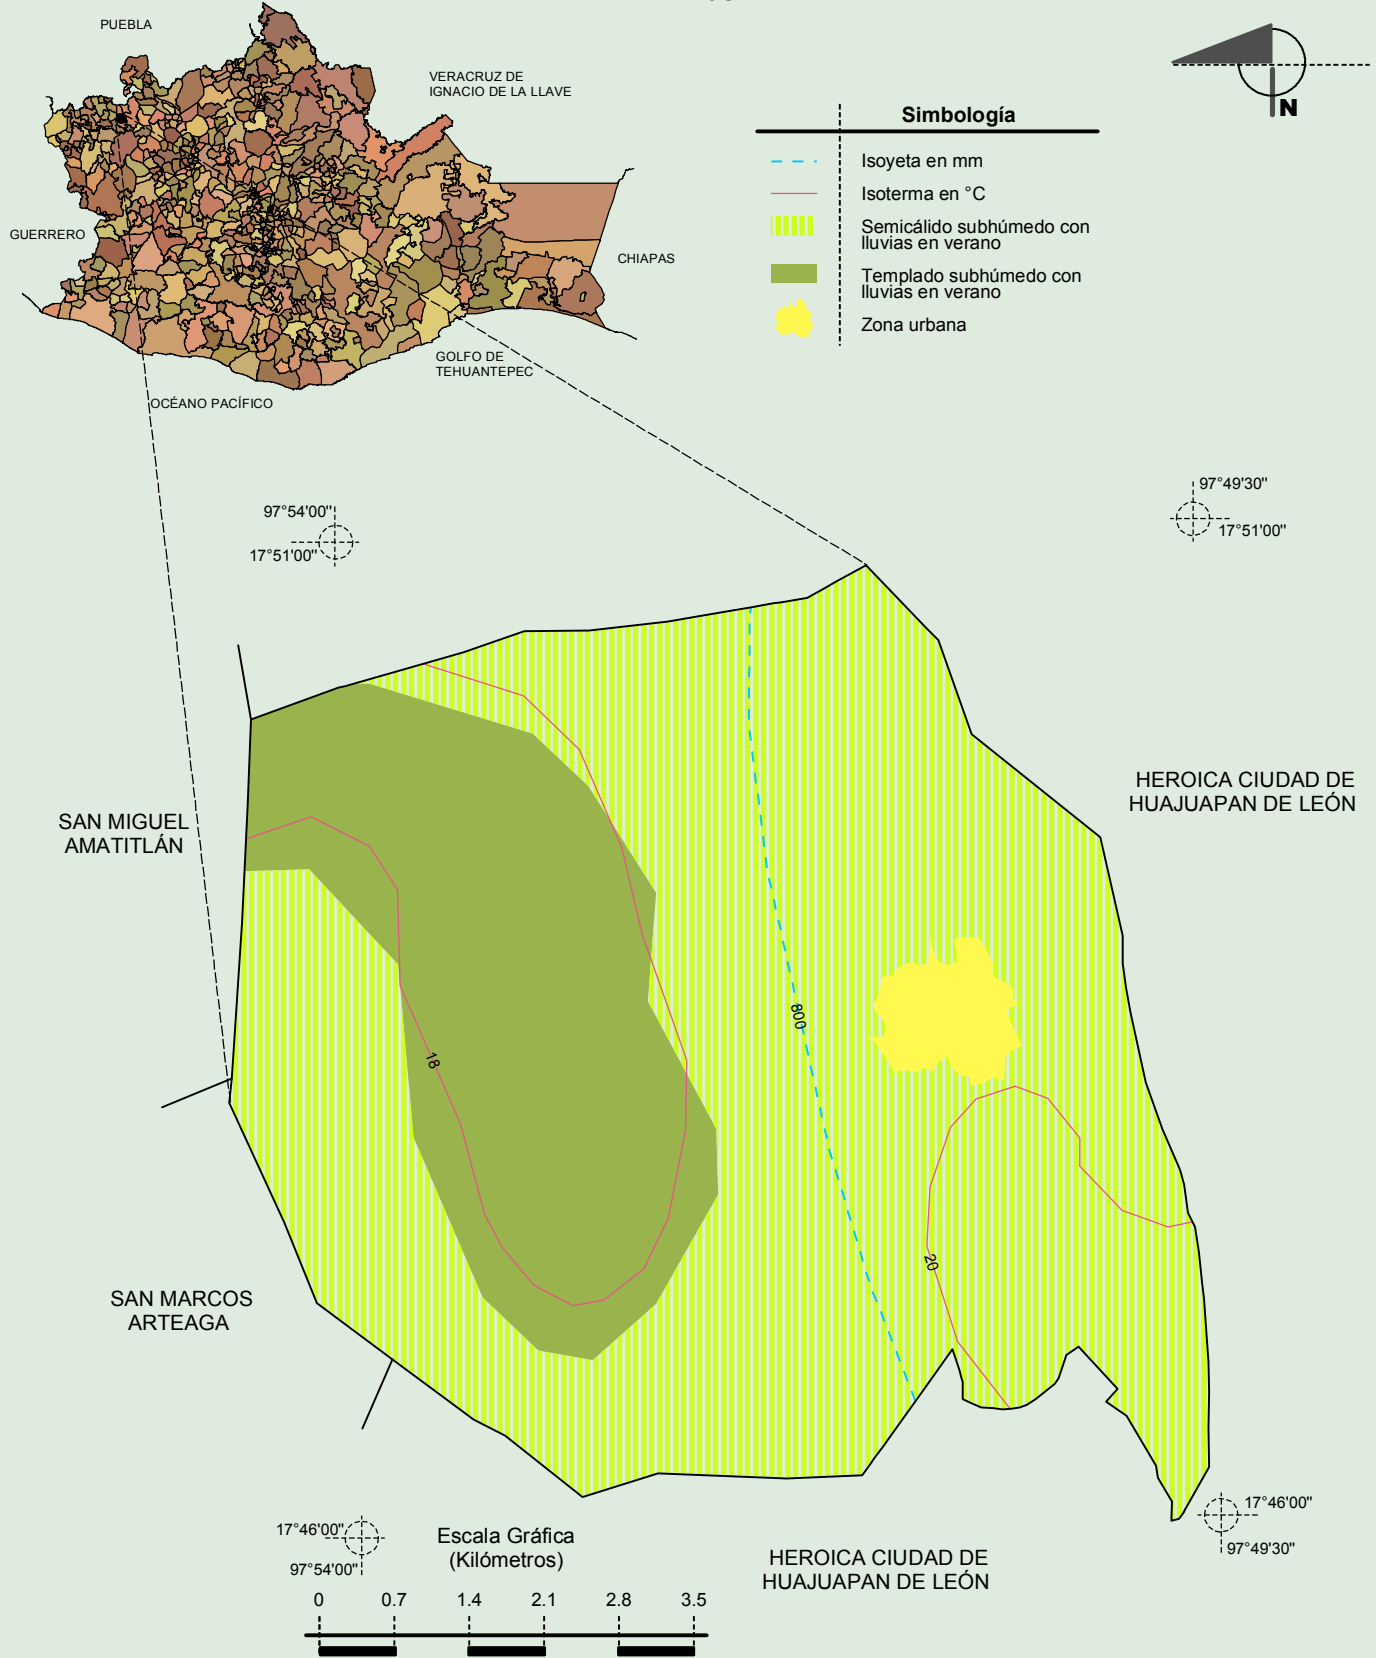 PUEBLA
VERACRUZ DE
IGNACIO DE LA LLAVE
GUERRERO
CHIAPAS
GOLFO DE
TEHUANTEPEC
OCÉANO PACÍFICO
N
Simbología
Isoyeta en mm
Isoterma en °C
Semicálido subhúmedo con
lluvias en verano
Templado subhúmedo con
lluvias en verano
Zona urbana
97°54'00"
17°51'00"
97°49'30"
17°51'00"
HEROICA CIUDAD DE
HUAJUAPAN DE LEÓN
SAN MIGUEL
AMATITLÁN
800
18
20
SAN MARCOS
ARTEAGA
17°46'00"
97°54'00"
17°46'00"
97°49'30"
HEROICA CIUDAD DE
HUAJUAPAN DE LEÓN
Escala Gráfica
(Kilómetros)
0 0.7 1.4 2.1 2.8 3.5